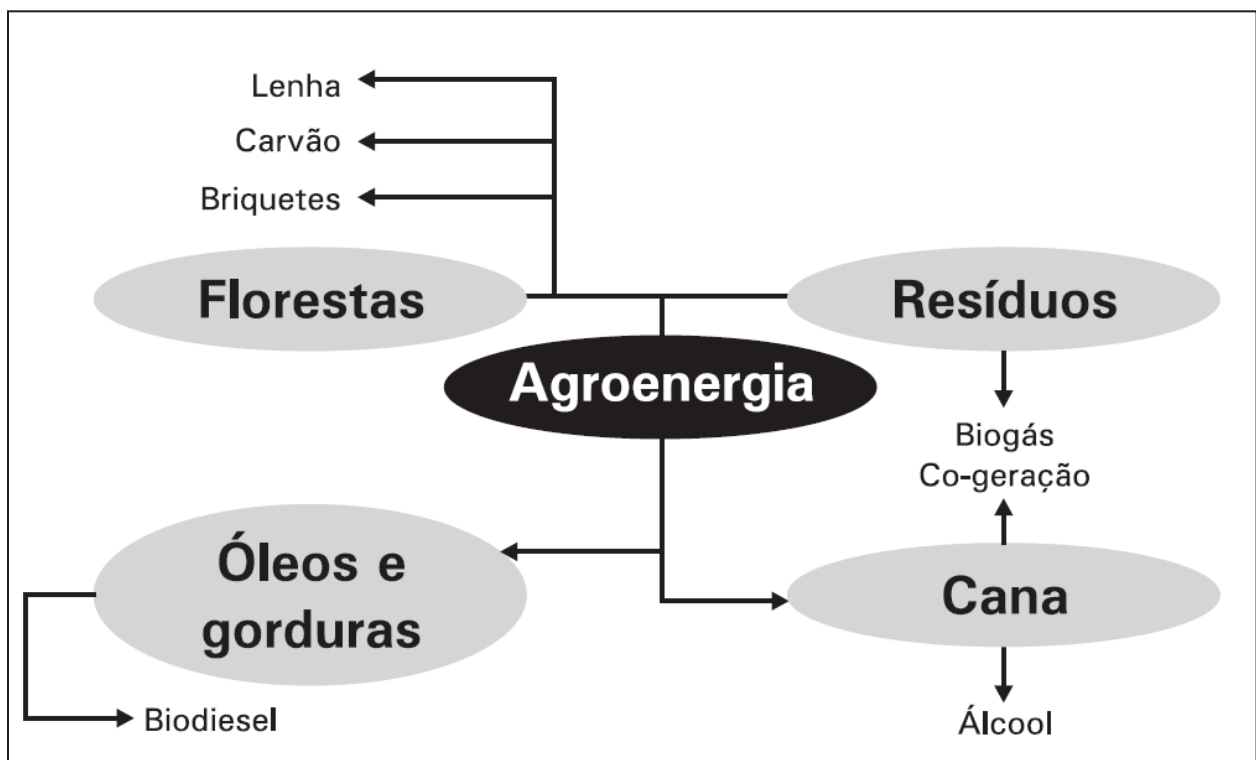 Lenha
Carvão
Briquetes
Florestas
Resíduos
Agroenergia
Biogás
Co-geração
Óleos e
gorduras
Cana
Biodiesel
Álcool